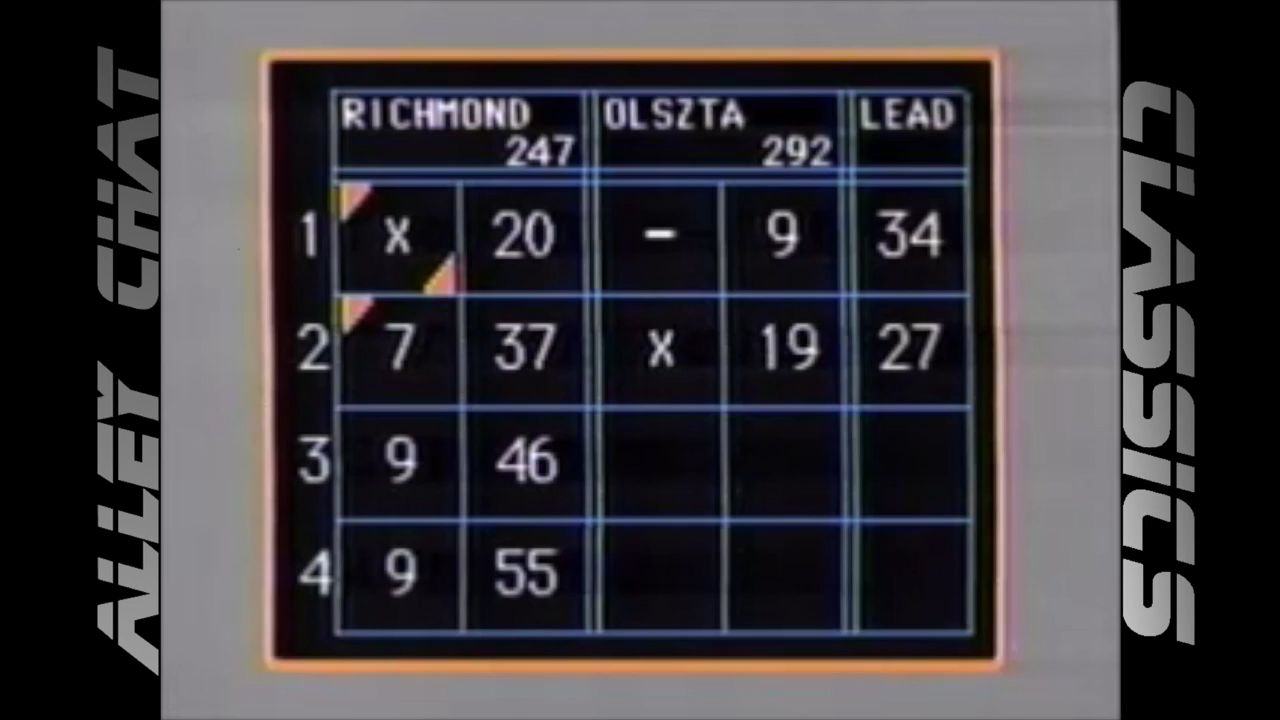 ALLEY CHAT
RICHMOND OLSZTA LEAD
247 292
1 X 20 – 9 34
2 7 37 X 19 27
3 9 46
4 9 55
CLASSICS